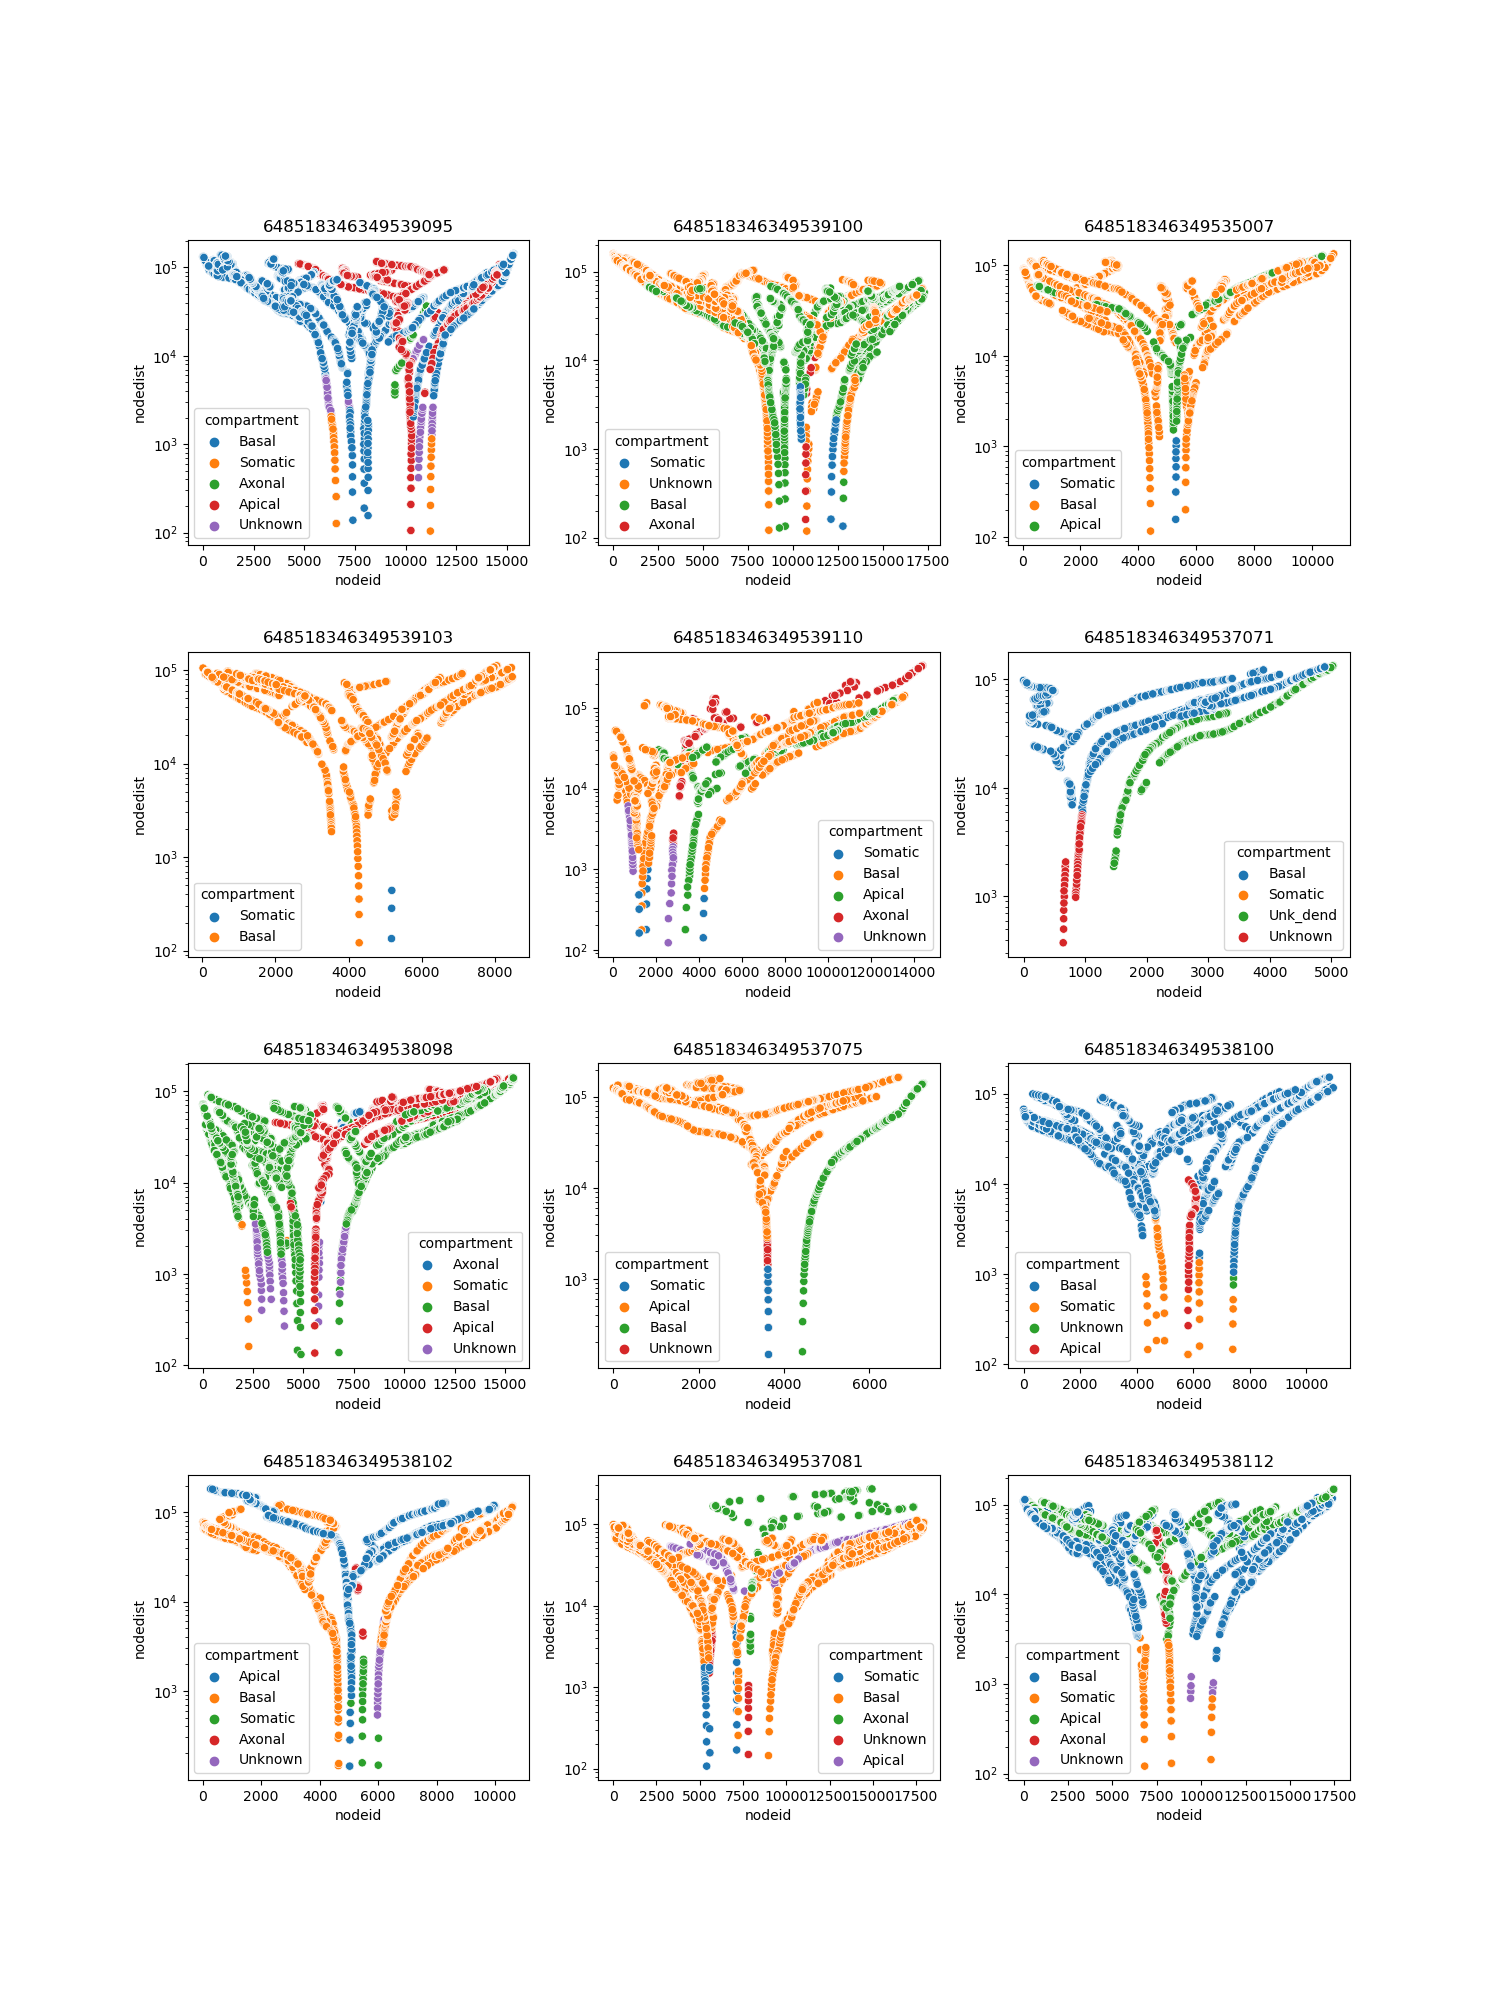 648518346349539095
nodedist
10^5
10^4
10^3
10^2
compartment
Basal
Somatic
Axonal
Apical
Unknown
0 2500 5000 7500 10000 12500 15000
nodeid
648518346349539100
nodedist
10^5
10^4
10^3
10^2
compartment
Somatic
Unknown
Basal
Axonal
0 2500 5000 7500 10000 12500 15000 17500
nodeid
648518346349535007
nodedist
10^5
10^4
10^3
10^2
compartment
Somatic
Basal
Apical
0 2000 4000 6000 8000 10000
nodeid
648518346349539103
nodedist
10^5
10^4
10^3
10^2
compartment
Somatic
Basal
0 2000 4000 6000 8000
nodeid
648518346349539110
nodedist
10^5
10^4
10^3
10^2
compartment
Somatic
Basal
Apical
Axonal
Unknown
0 2000 4000 6000 8000 10000 12000 14000
nodeid
648518346349537071
nodedist
10^5
10^4
10^3
compartment
Basal
Somatic
Unk_dend
Unknown
0 1000 2000 3000 4000 5000
nodeid
648518346349538098
nodedist
10^5
10^4
10^3
10^2
compartment
Axonal
Somatic
Basal
Apical
Unknown
0 2500 5000 7500 10000 12500 15000
nodeid
648518346349537075
nodedist
10^5
10^4
10^3
compartment
Somatic
Apical
Basal
Unknown
0 2000 4000 6000
nodeid
648518346349538100
nodedist
10^5
10^4
10^3
10^2
compartment
Basal
Somatic
Unknown
Apical
0 2000 4000 6000 8000 10000
nodeid
648518346349538102
nodedist
10^5
10^4
10^3
compartment
Apical
Basal
Somatic
Axonal
Unknown
0 2000 4000 6000 8000 10000
nodeid
648518346349537081
nodedist
10^5
10^4
10^3
10^2
compartment
Somatic
Basal
Axonal
Unknown
Apical
0 2500 5000 7500 10000 12500 15000 17500
nodeid
648518346349538112
nodedist
10^5
10^4
10^3
10^2
compartment
Basal
Somatic
Apical
Axonal
Unknown
0 2500 5000 7500 10000 12500 15000 17500
nodeid